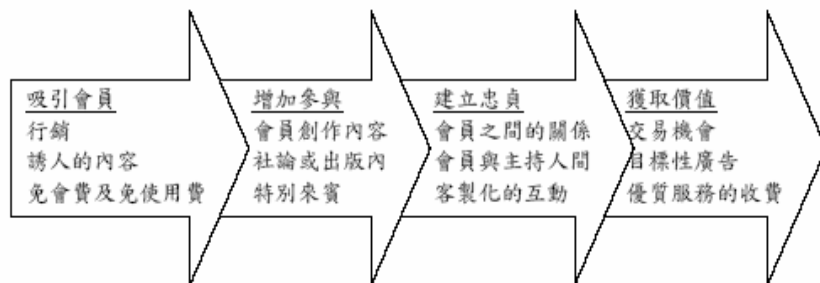 吸引會員
行銷
誘人的內容
免會費及免使用費
增加參與
會員創作內容
社論或出版內
特別來賓
建立忠貞
會員之間的關係
會員與主持人間
客製化的互動
獲取價值
交易機會
目標性廣告
優質服務的收費